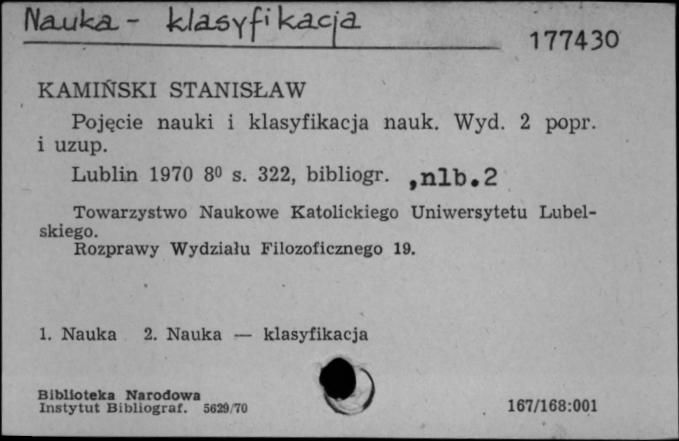 Nauka - klasyfikacja
177430
KAMIŃSKI STANISŁAW
Pojęcie nauki i klasyfikacja nauk. Wyd. 2 popr.
i uzup.
Lublin 1970 8⁰ s. 322, bibliogr. ,nlb.2
Towarzystwo Naukowe Katolickiego Uniwersytetu Lubel-
skiego.
Rozprawy Wydziału Filozoficznego 19.
1. Nauka 2. Nauka — klasyfikacja
Biblioteka Narodowa
Instytut Bibliograf. 5629/70
167/168:001